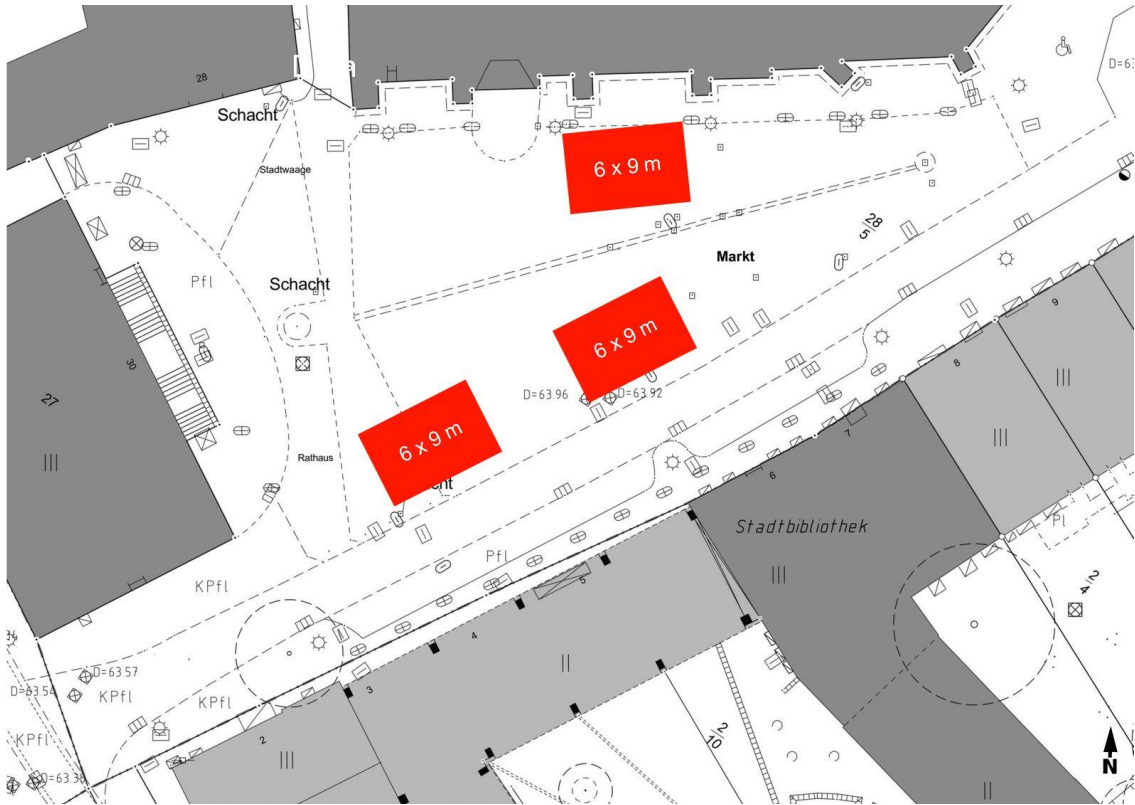 28
Schacht
Stadtwaage
6 x 9 m
D=63
28
5
Markt
Schacht
Pfl
30
27
III
6 x 9 m
D=63.96
D=63.92
9
8
III
III
6 x 9 m
Rathaus
cht
7
6
Stadtbibliothek
III
Pfl
Pl
KPfl
5
4
2
4
3
II
D=63.57
D=63.54
KPfl
KPfl
KPfl
2
III
2
10
D=63.38
II
N